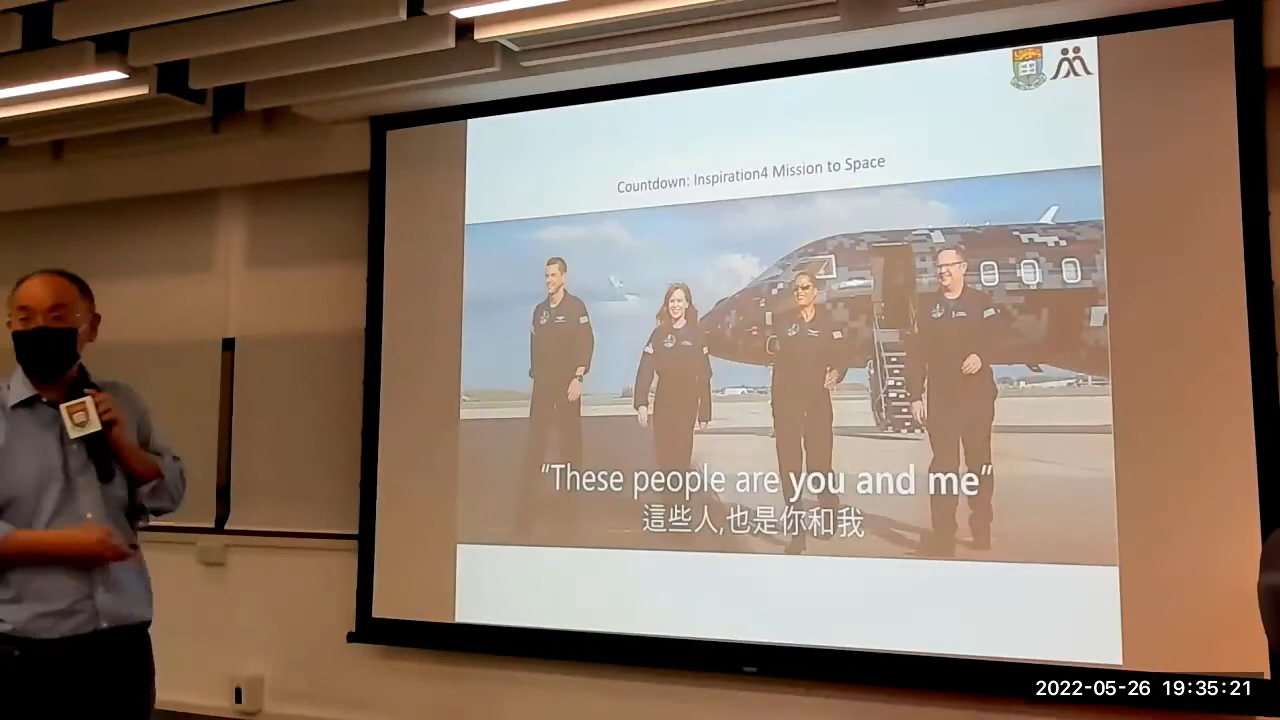 Countdown: Inspiration4 Mission to Space
“These people are you and me”
這些人,也是你和我
2022-05-26 19:35:21